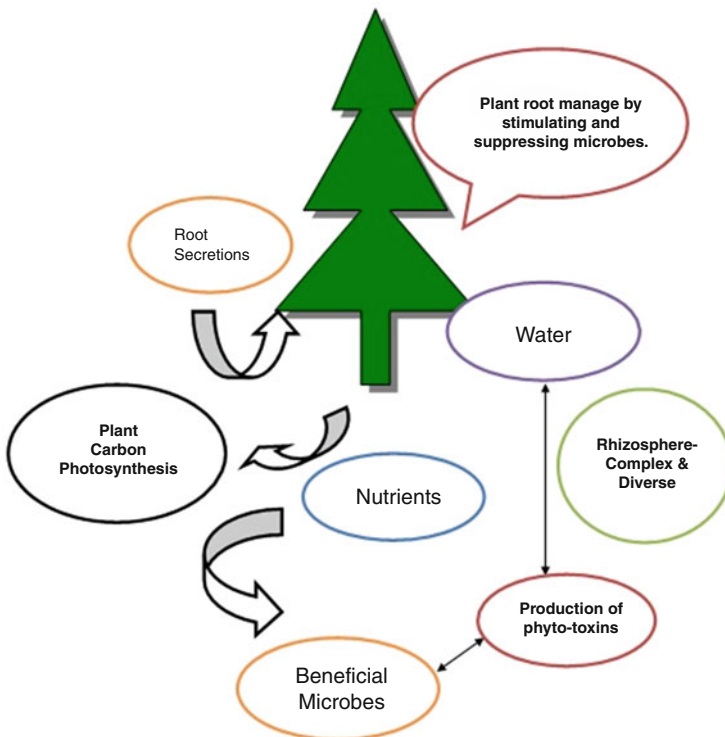 Plant root manage by
stimulating and
suppressing microbes.
Root
Secretions
Water
Plant
Carbon
Photosynthesis
Rhizosphere-
Complex &
Diverse
Nutrients
Production of
phyto-toxins
Beneficial
Microbes